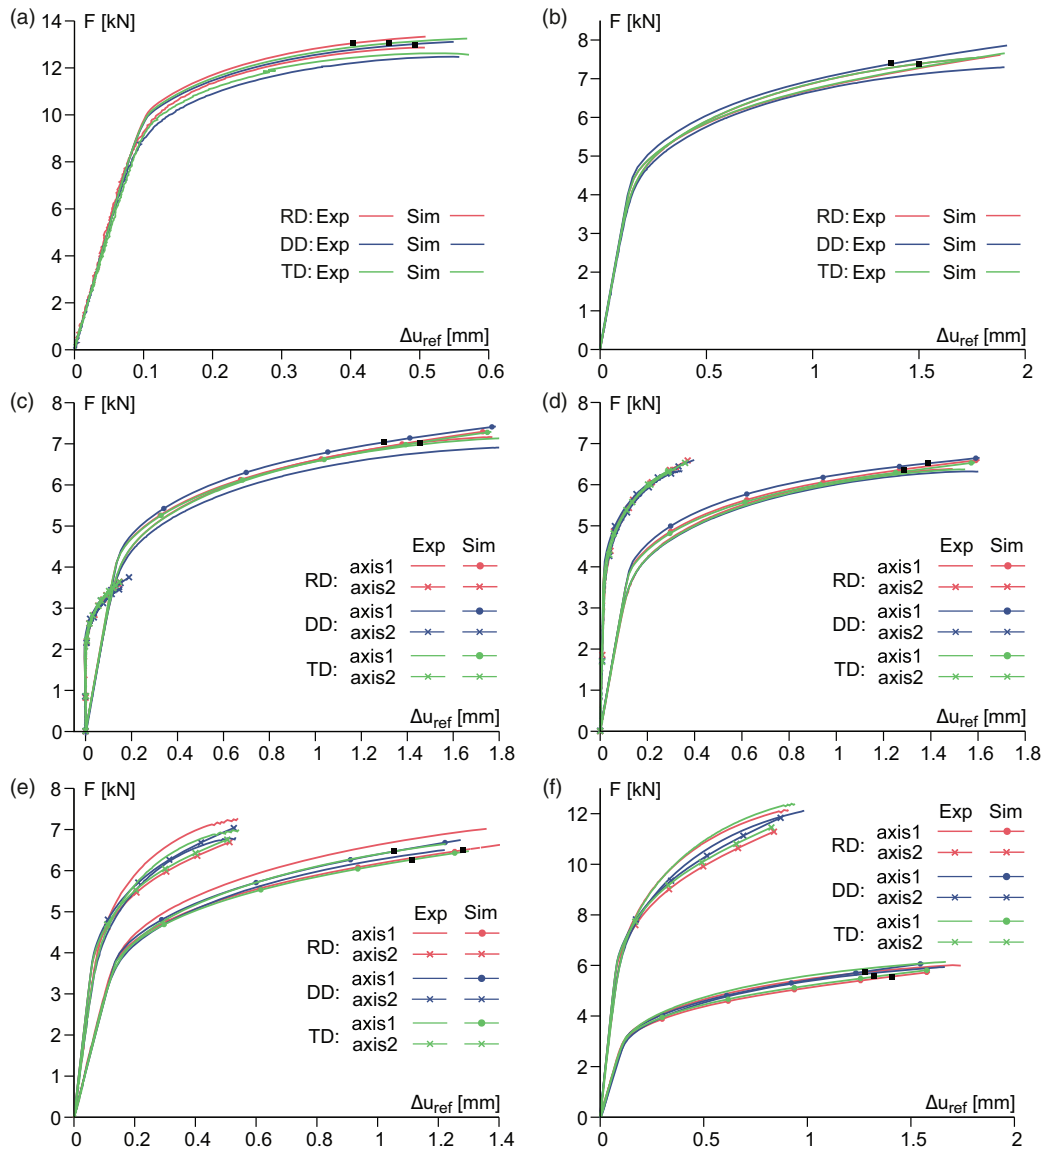 (a)
F [kN]
14
12
10
8
6
4
2
0
RD: Exp Sim
DD: Exp Sim
TD: Exp Sim
Δu_ref [mm]
0 0.1 0.2 0.3 0.4 0.5 0.6
(b)
F [kN]
8
7
6
5
4
3
2
1
0
RD: Exp Sim
DD: Exp Sim
TD: Exp Sim
Δu_ref [mm]
0 0.5 1 1.5 2
(c)
F [kN]
8
7
6
5
4
3
2
1
0
Exp Sim
RD: axis1
axis2
DD: axis1
axis2
TD: axis1
axis2
Δu_ref [mm]
0 0.2 0.4 0.6 0.8 1 1.2 1.4 1.6 1.8
(d)
F [kN]
8
7
6
5
4
3
2
1
0
Exp Sim
RD: axis1
axis2
DD: axis1
axis2
TD: axis1
axis2
Δu_ref [mm]
0 0.2 0.4 0.6 0.8 1 1.2 1.4 1.6 1.8
(e)
F [kN]
8
7
6
5
4
3
2
1
0
Exp Sim
RD: axis1
axis2
DD: axis1
axis2
TD: axis1
axis2
Δu_ref [mm]
0 0.2 0.4 0.6 0.8 1 1.2 1.4
(f)
F [kN]
12
10
8
6
4
2
0
Exp Sim
RD: axis1
axis2
DD: axis1
axis2
TD: axis1
axis2
Δu_ref [mm]
0 0.5 1 1.5 2